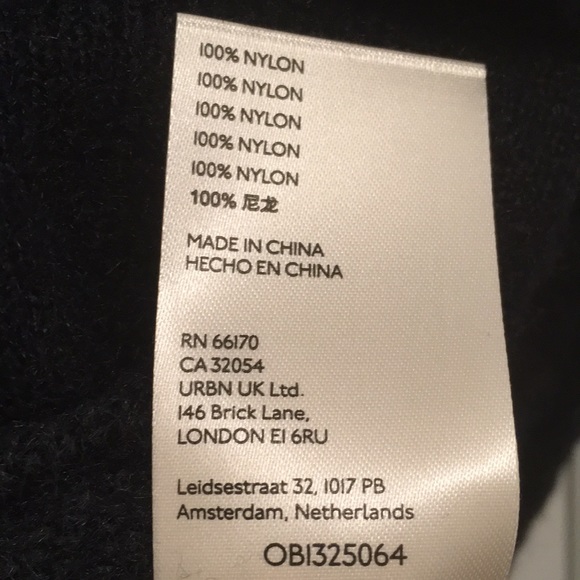 100% NYLON
100% NYLON
100% NYLON
100% NYLON
100% NYLON
100% 尼龙
MADE IN CHINA
HECHO EN CHINA
RN 66170
CA 32054
URBN UK Ltd.
146 Brick Lane,
LONDON E1 6RU
Leidsestraat 32, 1017 PB
Amsterdam, Netherlands
OB1325064